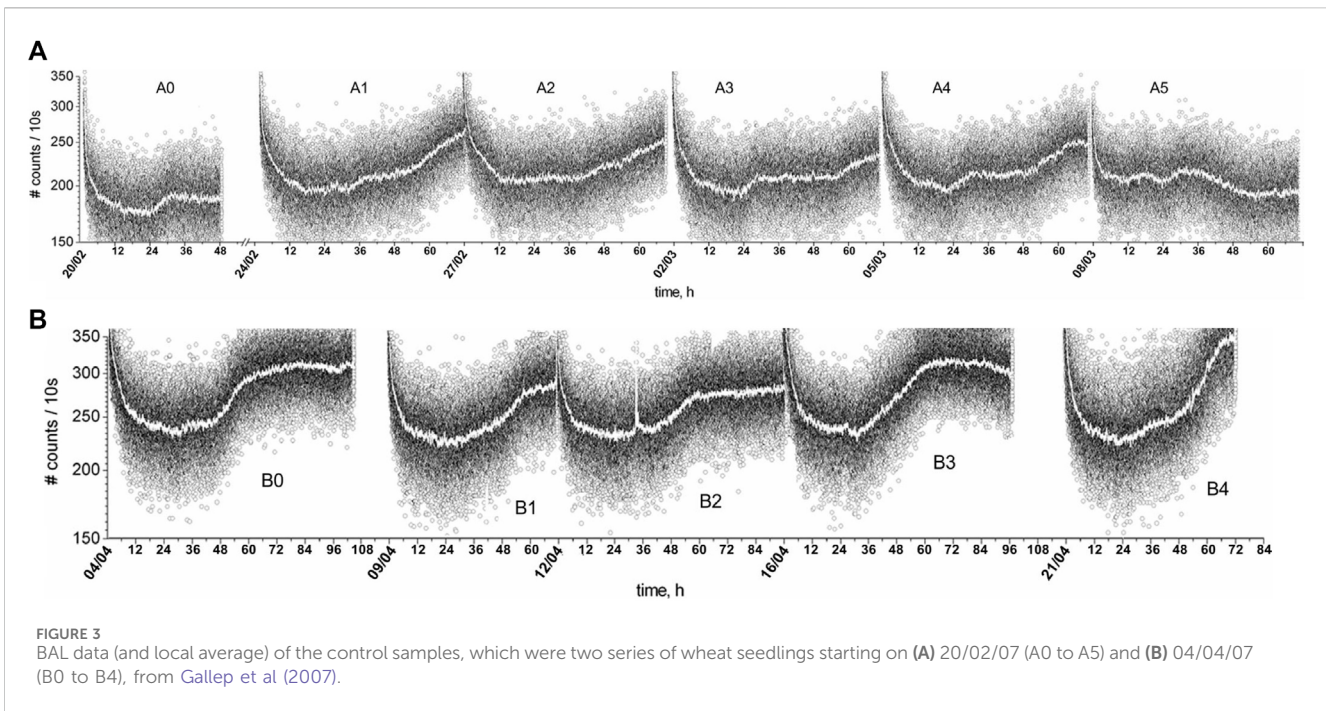 A
350
300
250
200
150
# counts / 10s
A0 A1 A2 A3 A4 A5
20/02 12 24 36 48 24/02 12 24 36 48 60 27/02 12 24 36 48 60 02/03 12 24 36 48 60 05/03 12 24 36 48 60 08/03 12 24 36 48 60
time, h
B
350
300
250
200
150
# counts / 10s
B0 B1 B2 B3 B4
04/04 12 24 36 48 60 72 84 96 108 09/04 12 24 36 48 12/04 12 24 36 48 60 72 84 16/04 12 24 36 48 60 72 84 96 108 21/04 12 24 36 48 60 72 84
time, h
FIGURE 3
BAL data (and local average) of the control samples, which were two series of wheat seedlings starting on (A) 20/02/07 (A0 to A5) and (B) 04/04/07
(B0 to B4), from Gallep et al (2007).